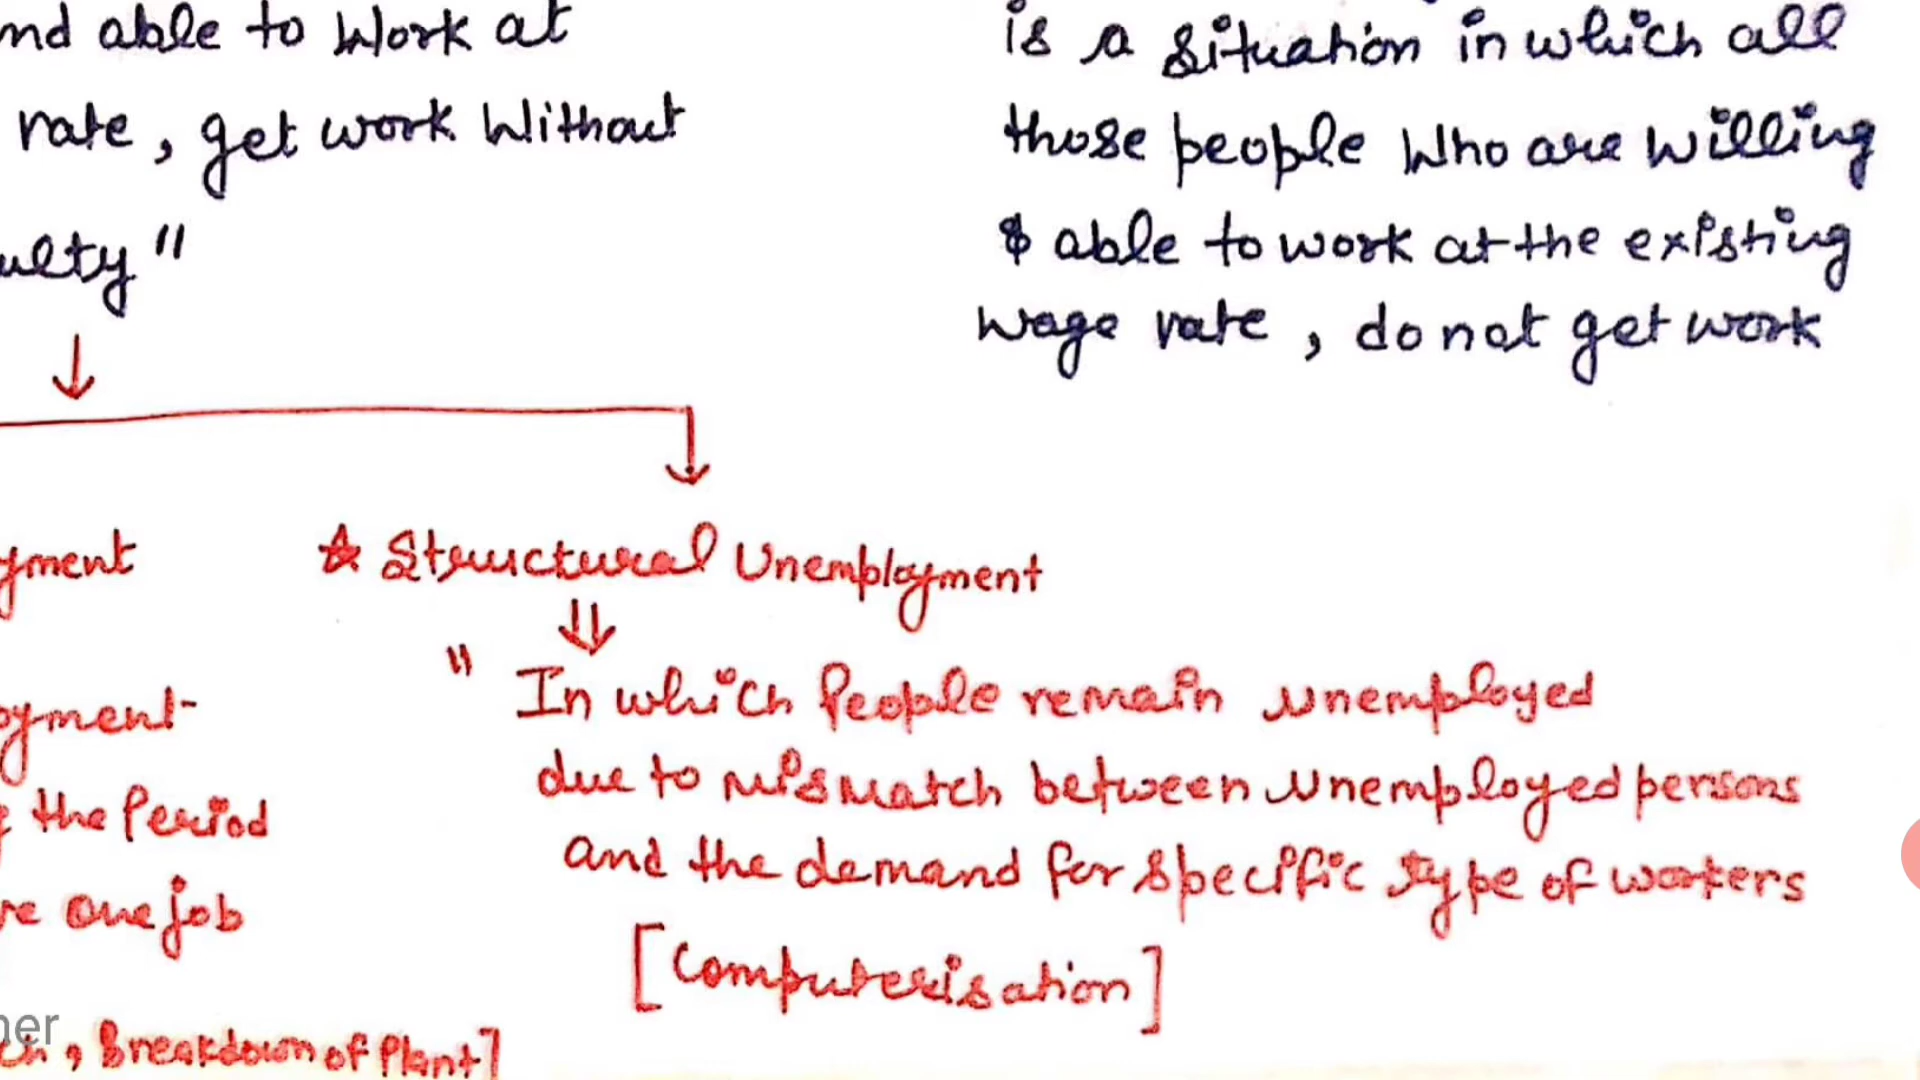 nd able to work at
rate, get work without
ulty"
is a situation in which all
those people who are willing
$ able to work at the existing
wage rate, do not get work
yment
oyment-
the Period
re one job
ch, Breakdown of Plant]
☆ Structural Unemployment
" In which People remain unemployed
due to mismatch between unemployed persons
and the demand for specific type of workers
[Computerisation]
ner